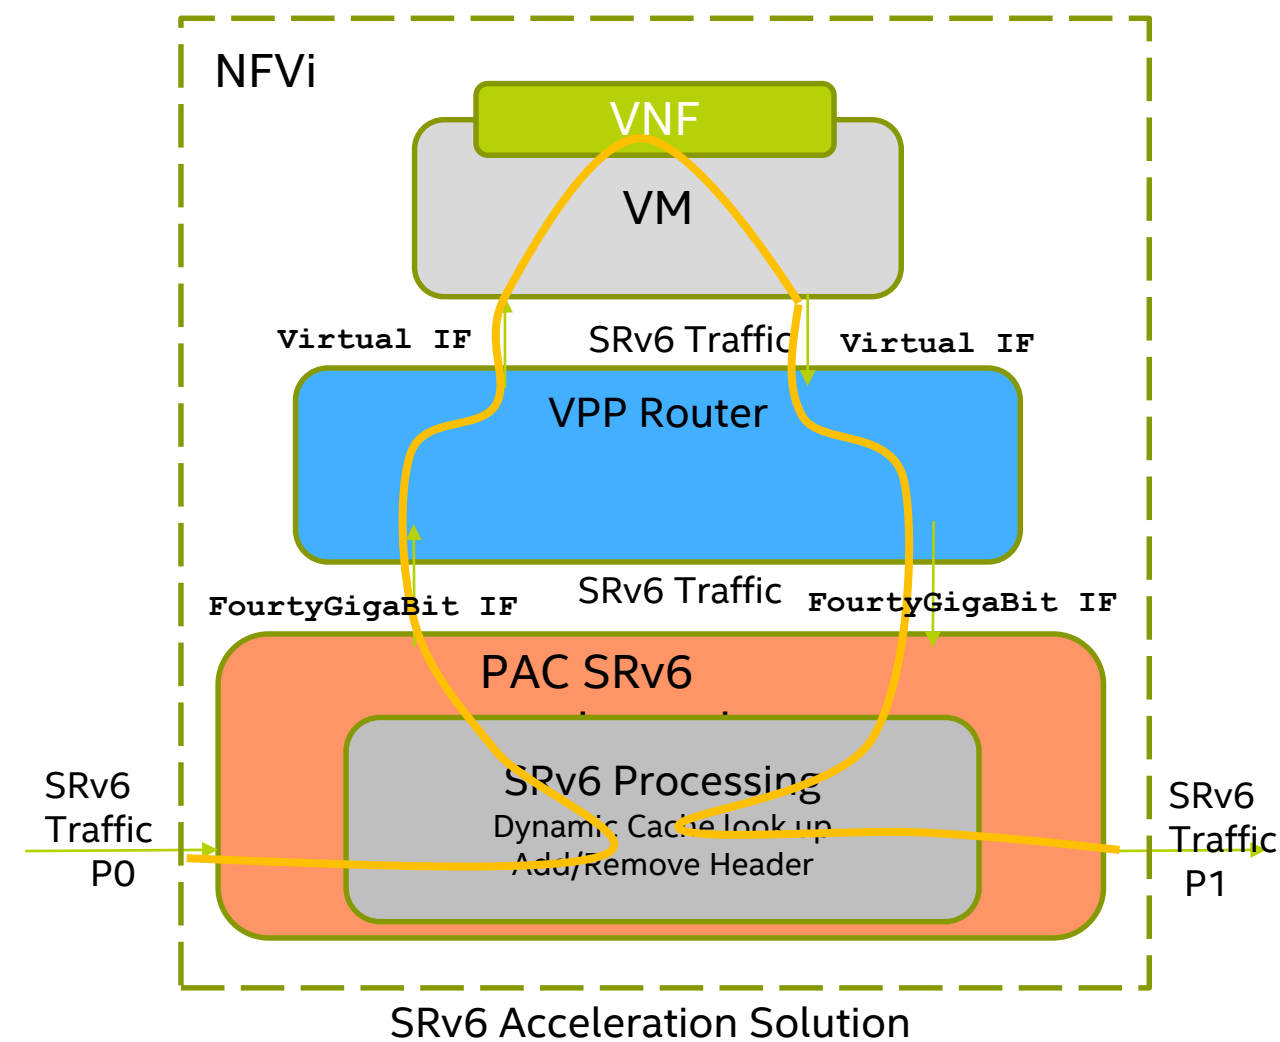 NFVi
VNF
VM
Virtual IF
SRv6 Traffic
Virtual IF
VPP Router
SRv6 Traffic
FourtyGigaBit IF
FourtyGigaBit IF
PAC SRv6
SRv6 Processing
Dynamic Cache look up
Add/Remove Header
SRv6
Traffic
P0
SRv6
Traffic
P1
SRv6 Acceleration Solution